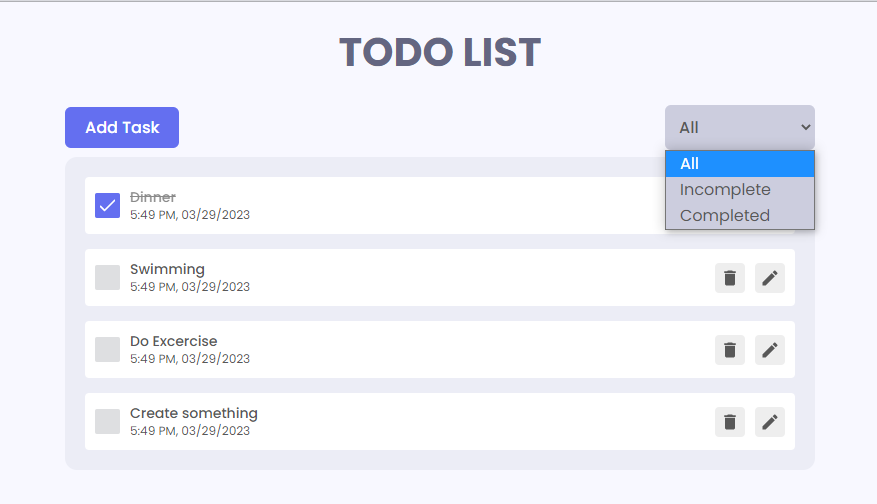 TODO LIST
Add Task
All
All
Incomplete
Completed
Dinner
5:49 PM, 03/29/2023
Swimming
5:49 PM, 03/29/2023
Do Excercise
5:49 PM, 03/29/2023
Create something
5:49 PM, 03/29/2023